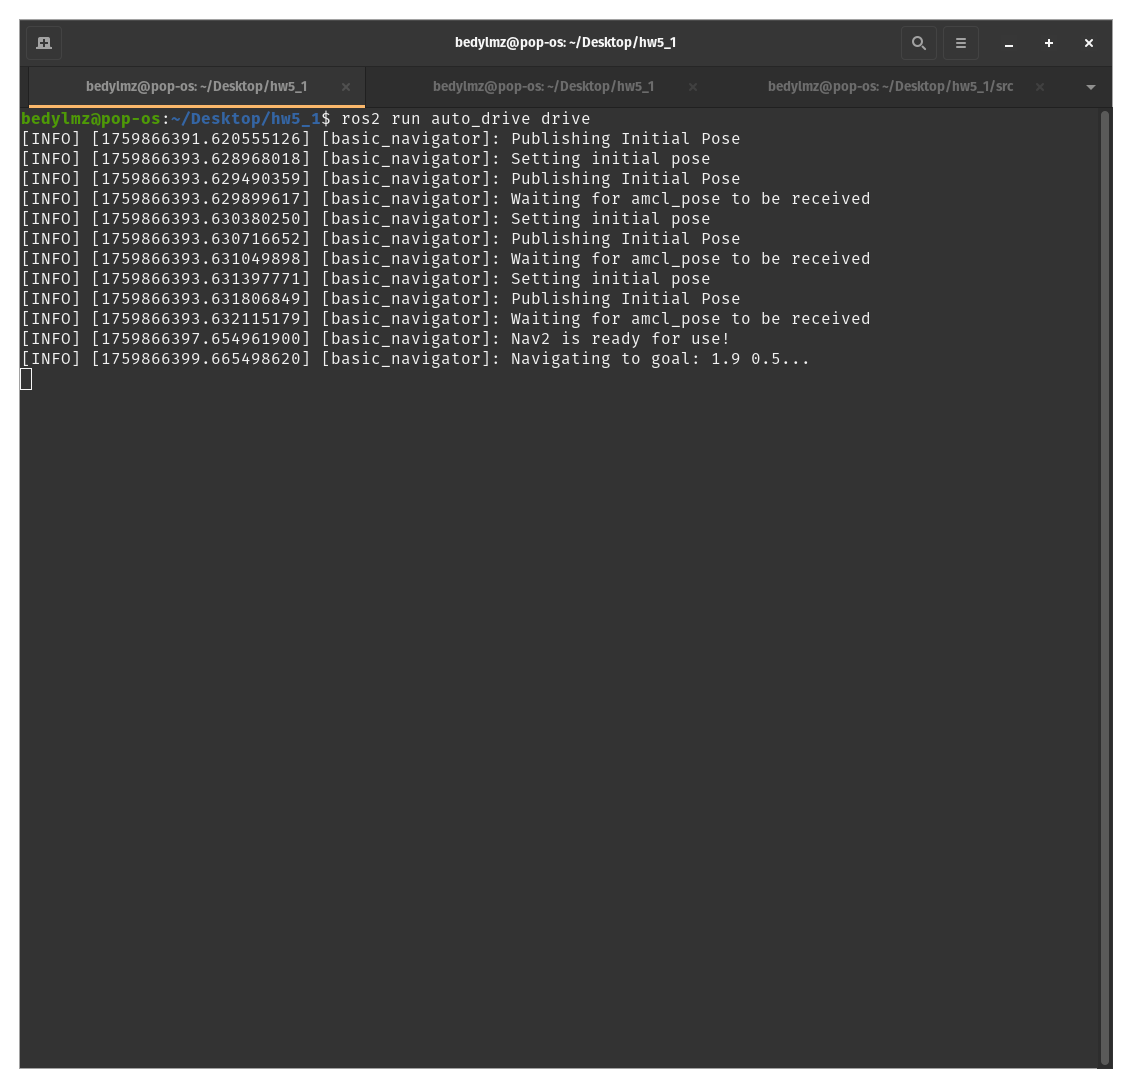 bedylmz@pop-os: ~/Desktop/hw5_1
bedylmz@pop-os: ~/Desktop/hw5_1 bedylmz@pop-os: ~/Desktop/hw5_1 bedylmz@pop-os: ~/Desktop/hw5_1/src
bedylmz@pop-os:~/Desktop/hw5_1$ ros2 run auto_drive drive
[INFO] [1759866391.620555126] [basic_navigator]: Publishing Initial Pose
[INFO] [1759866393.628968018] [basic_navigator]: Setting initial pose
[INFO] [1759866393.629490359] [basic_navigator]: Publishing Initial Pose
[INFO] [1759866393.629899617] [basic_navigator]: Waiting for amcl_pose to be received
[INFO] [1759866393.630380250] [basic_navigator]: Setting initial pose
[INFO] [1759866393.630716652] [basic_navigator]: Publishing Initial Pose
[INFO] [1759866393.631049898] [basic_navigator]: Waiting for amcl_pose to be received
[INFO] [1759866393.631397771] [basic_navigator]: Setting initial pose
[INFO] [1759866393.631806849] [basic_navigator]: Publishing Initial Pose
[INFO] [1759866393.632115179] [basic_navigator]: Waiting for amcl_pose to be received
[INFO] [1759866397.654961900] [basic_navigator]: Nav2 is ready for use!
[INFO] [1759866399.665498620] [basic_navigator]: Navigating to goal: 1.9 0.5...